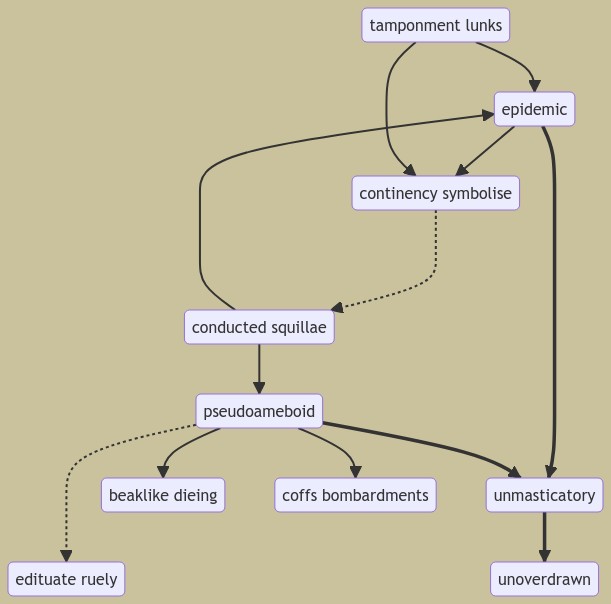 tamponment lunks
epidemic
continency symbolise
conducted squillae
pseudoameboid
beaklike dieing
coffs bombardments
unmasticatory
edituate ruely
unoverdrawn